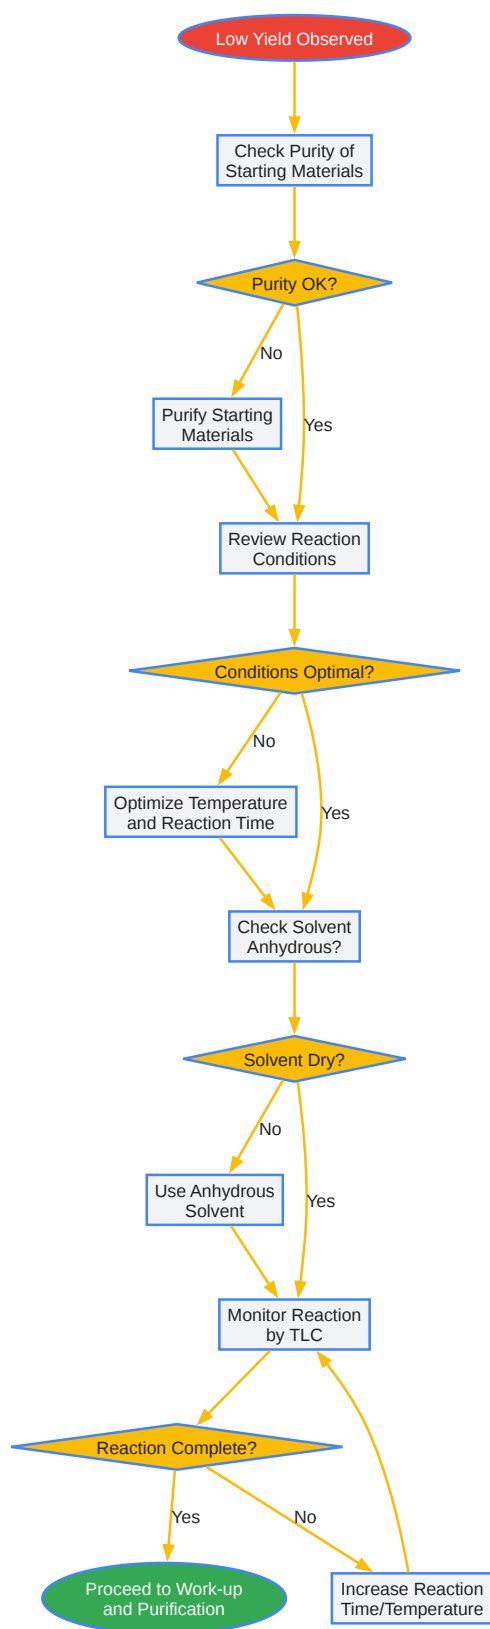 Low Yield Observed
Check Purity of
Starting Materials
Purity OK?
No
Purify Starting
Materials
Yes
Review Reaction
Conditions
Conditions Optimal?
No
Optimize Temperature
and Reaction Time
Yes
Check Solvent
Anhydrous?
Solvent Dry?
No
Use Anhydrous
Solvent
Yes
Monitor Reaction
by TLC
Reaction Complete?
Yes
No
Proceed to Work-up
and Purification
Increase Reaction
Time/Temperature